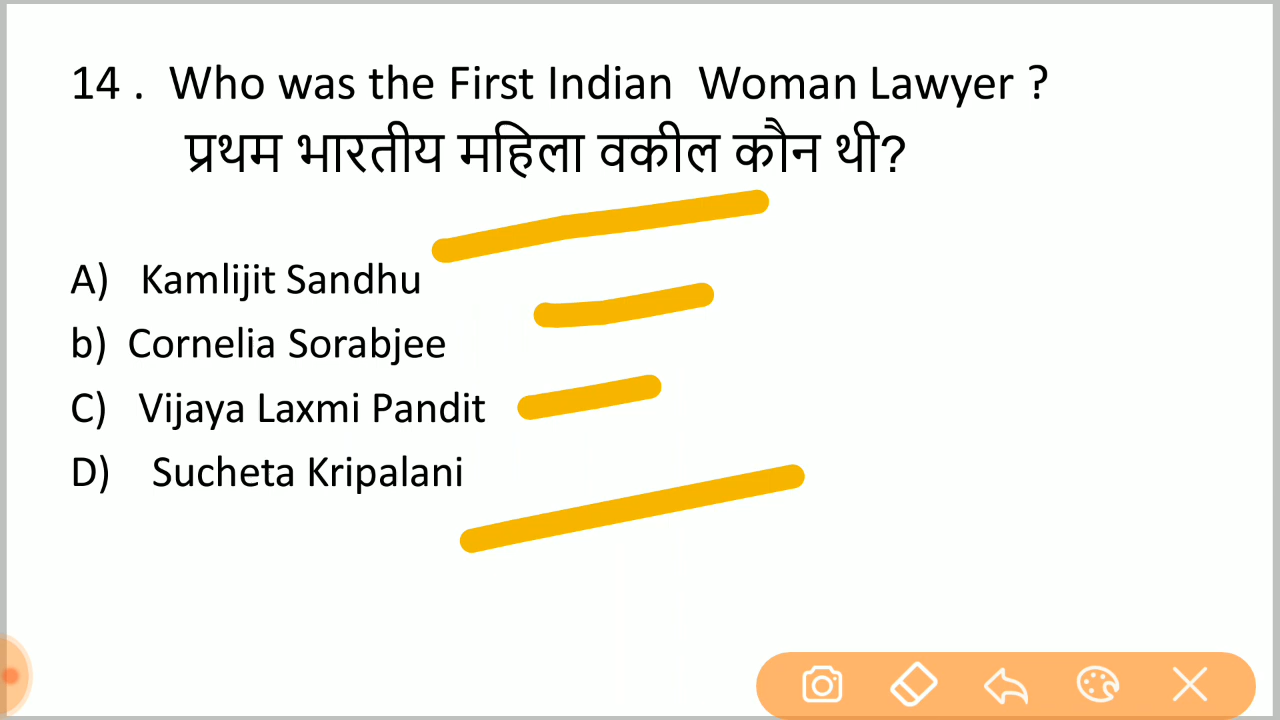 14 . Who was the First Indian Woman Lawyer ?
प्रथम भारतीय महिला वकील कौन थी?
A) Kamlijit Sandhu
b) Cornelia Sorabjee
C) Vijaya Laxmi Pandit
D) Sucheta Kripalani